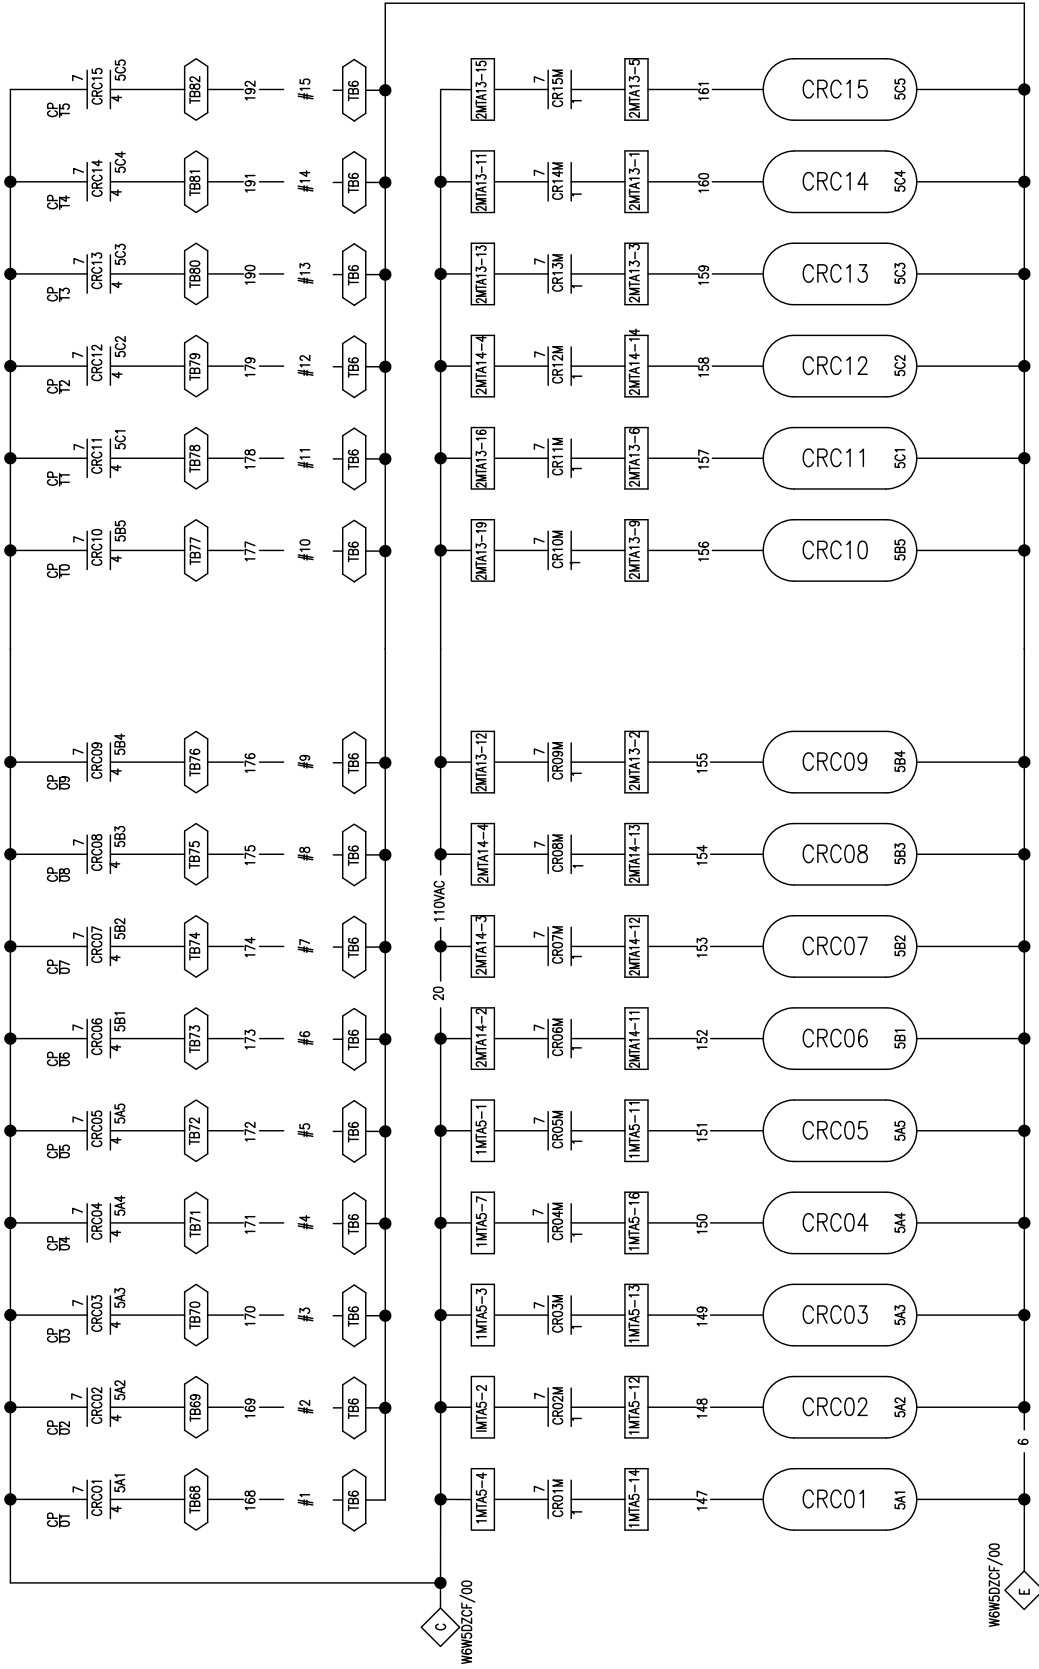 CP T5
7
CRC15
4 5C5
TB82
192
#15
TB6
2MTA13-15
7
CR15M
1
2MTA13-5
161
CRC15 5C5
CP T4
7
CRC14
4 5C4
TB81
191
#14
TB6
2MTA13-11
7
CR14M
1
2MTA13-1
160
CRC14 5C4
CP T3
7
CRC13
4 5C3
TB80
190
#13
TB6
2MTA13-13
7
CR13M
1
2MTA13-3
159
CRC13 5C3
CP T2
7
CRC12
4 5C2
TB79
179
#12
TB6
2MTA14-4
7
CR12M
1
2MTA14-14
158
CRC12 5C2
CP T1
7
CRC11
4 5C1
TB78
178
#11
TB6
2MTA13-16
7
CR11M
1
2MTA13-6
157
CRC11 5C1
CP T0
7
CRC10
4 5B5
TB77
177
#10
TB6
2MTA13-19
7
CR10M
1
2MTA13-9
156
CRC10 5B5
CP 09
7
CRC09
4 5B4
TB76
176
#9
TB6
2MTA13-12
7
CR09M
1
2MTA13-2
155
CRC09 5B4
CP 08
7
CRC08
4 5B3
TB75
175
#8
TB6
20 110VAC
2MTA14-4
7
CR08M
1
2MTA14-13
154
CRC08 5B3
CP 07
7
CRC07
4 5B2
TB74
174
#7
TB6
2MTA14-3
7
CR07M
1
2MTA14-12
153
CRC07 5B2
CP 06
7
CRC06
4 5B1
TB73
173
#6
TB6
2MTA14-2
7
CR06M
1
2MTA14-11
152
CRC06 5B1
CP 05
7
CRC05
4 5A5
TB72
172
#5
TB6
1MTA5-1
7
CR05M
1
1MTA5-11
151
CRC05 5A5
CP 04
7
CRC04
4 5A4
TB71
171
#4
TB6
1MTA5-7
7
CR04M
1
1MTA5-16
150
CRC04 5A4
CP 03
7
CRC03
4 5A3
TB70
170
#3
TB6
1MTA5-3
7
CR03M
1
1MTA5-13
149
CRC03 5A3
CP 02
7
CRC02
4 5A2
TB69
169
#2
TB6
IMTA5-2
7
CR02M
1
1MTA5-12
148
CRC02 5A2
6
CP 01
7
CRC01
4 5A1
TB68
168
#1
TB6
1MTA5-4
7
CR01M
1
1MTA5-14
147
CRC01 5A1
C
W6W5DZCF/00
W6W5DZCF/00
E